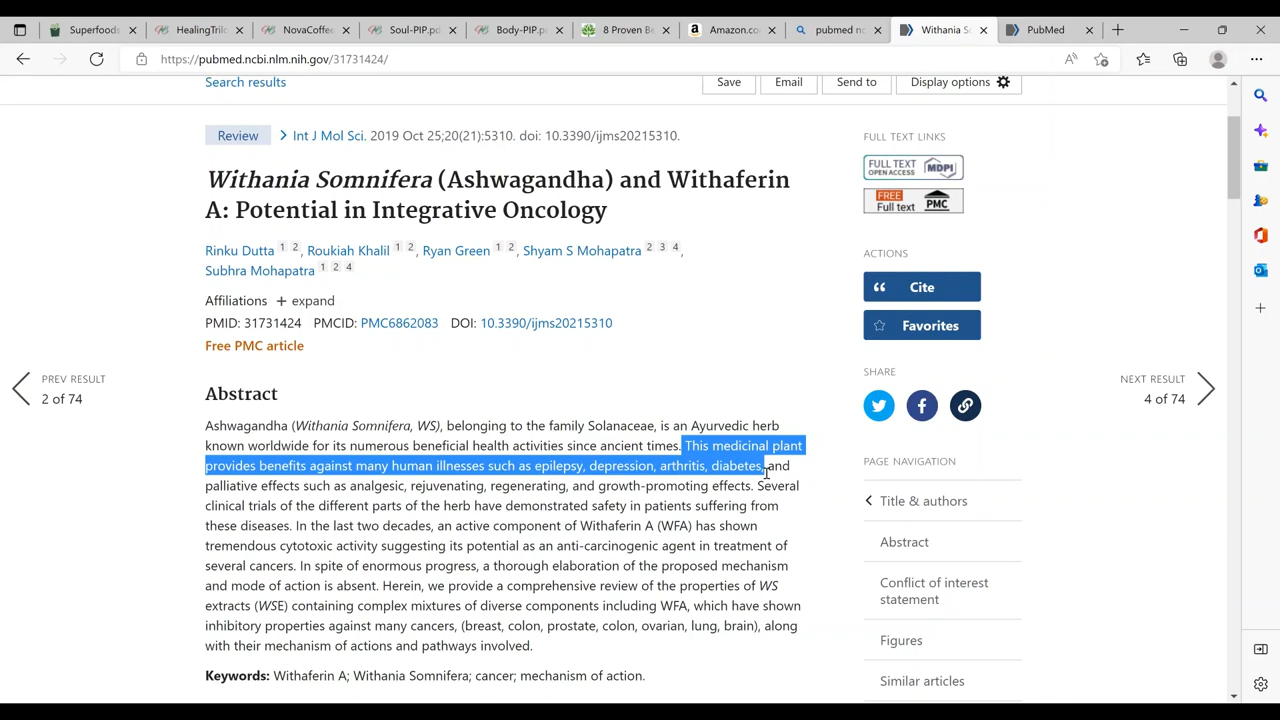 Superfoods
HealingTril
NovaCoffee
Soul-PIP.pd
Body-PIP.p
8 Proven Be
Amazon.co
pubmed nc
Withania So
PubMed
https://pubmed.ncbi.nlm.nih.gov/31731424/
Search results
Save
Email
Send to
Display options
Review
Int J Mol Sci. 2019 Oct 25;20(21):5310. doi: 10.3390/ijms20215310.
Withania Somnifera (Ashwagandha) and Withaferin
A: Potential in Integrative Oncology
Rinku Dutta 1 2, Roukiah Khalil 1 2, Ryan Green 1 2, Shyam S Mohapatra 2 3 4,
Subhra Mohapatra 1 2 4
Affiliations + expand
PMID: 31731424 PMCID: PMC6862083 DOI: 10.3390/ijms20215310
Free PMC article
Abstract
Ashwagandha (Withania Somnifera, WS), belonging to the family Solanaceae, is an Ayurvedic herb
known worldwide for its numerous beneficial health activities since ancient times. This medicinal plant
provides benefits against many human illnesses such as epilepsy, depression, arthritis, diabetes, and
palliative effects such as analgesic, rejuvenating, regenerating, and growth-promoting effects. Several
clinical trials of the different parts of the herb have demonstrated safety in patients suffering from
these diseases. In the last two decades, an active component of Withaferin A (WFA) has shown
tremendous cytotoxic activity suggesting its potential as an anti-carcinogenic agent in treatment of
several cancers. In spite of enormous progress, a thorough elaboration of the proposed mechanism
and mode of action is absent. Herein, we provide a comprehensive review of the properties of WS
extracts (WSE) containing complex mixtures of diverse components including WFA, which have shown
inhibitory properties against many cancers, (breast, colon, prostate, colon, ovarian, lung, brain), along
with their mechanism of actions and pathways involved.
Keywords: Withaferin A; Withania Somnifera; cancer; mechanism of action.
PREV RESULT
2 of 74
NEXT RESULT
4 of 74
FULL TEXT LINKS
FULL TEXT
OPEN ACCESS
MDPI
FREE
Full text
PMC
ACTIONS
Cite
Favorites
SHARE
PAGE NAVIGATION
Title & authors
Abstract
Conflict of interest
statement
Figures
Similar articles